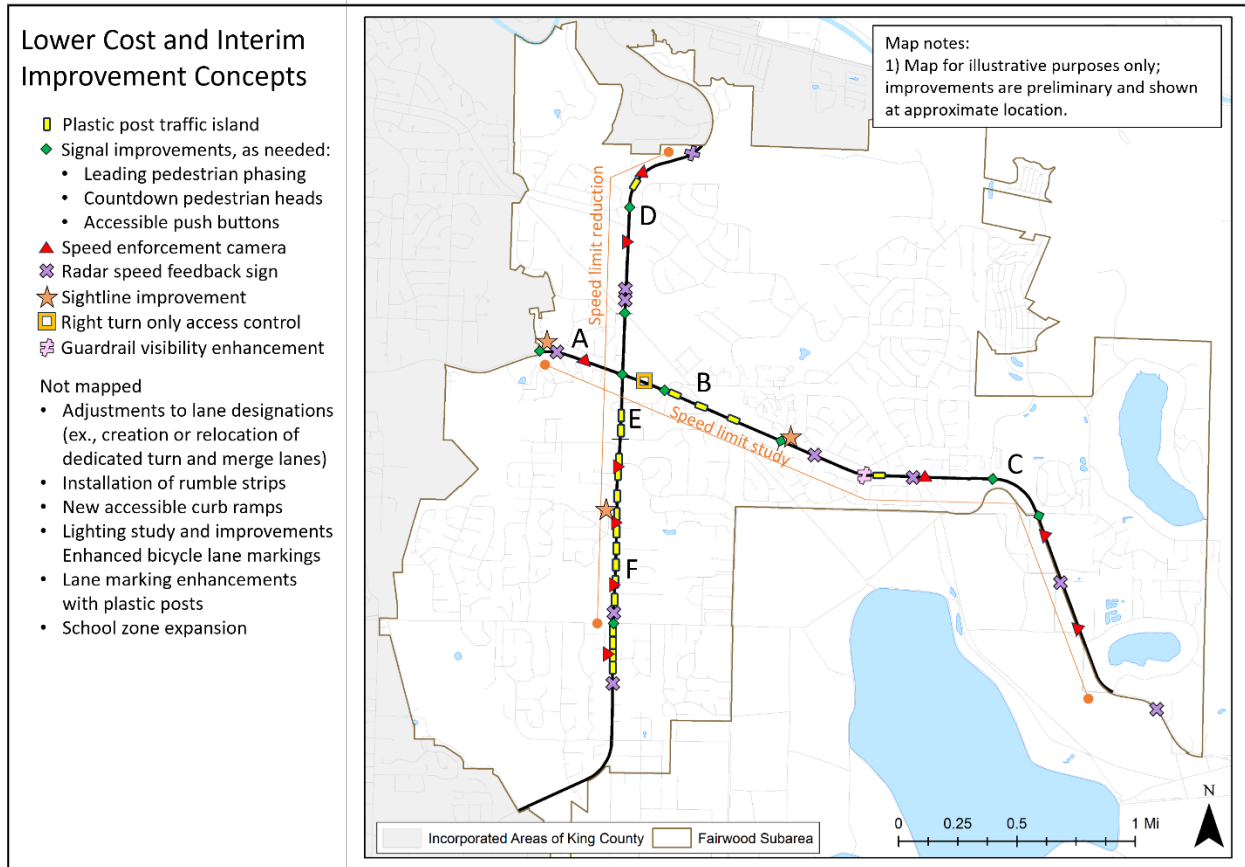 Lower Cost and Interim
Improvement Concepts
Plastic post traffic island
Signal improvements, as needed:
• Leading pedestrian phasing
• Countdown pedestrian heads
• Accessible push buttons
Speed enforcement camera
Radar speed feedback sign
Sightline improvement
Right turn only access control
Guardrail visibility enhancement
Not mapped
• Adjustments to lane designations
(ex., creation or relocation of
dedicated turn and merge lanes)
• Installation of rumble strips
• New accessible curb ramps
• Lighting study and improvements
Enhanced bicycle lane markings
• Lane marking enhancements
with plastic posts
• School zone expansion
Map notes:
1) Map for illustrative purposes only;
improvements are preliminary and shown
at approximate location.
D
Speed limit reduction
A
B
E
Speed limit study
C
F
N
0 0.25 0.5 1 Mi
Incorporated Areas of King County
Fairwood Subarea